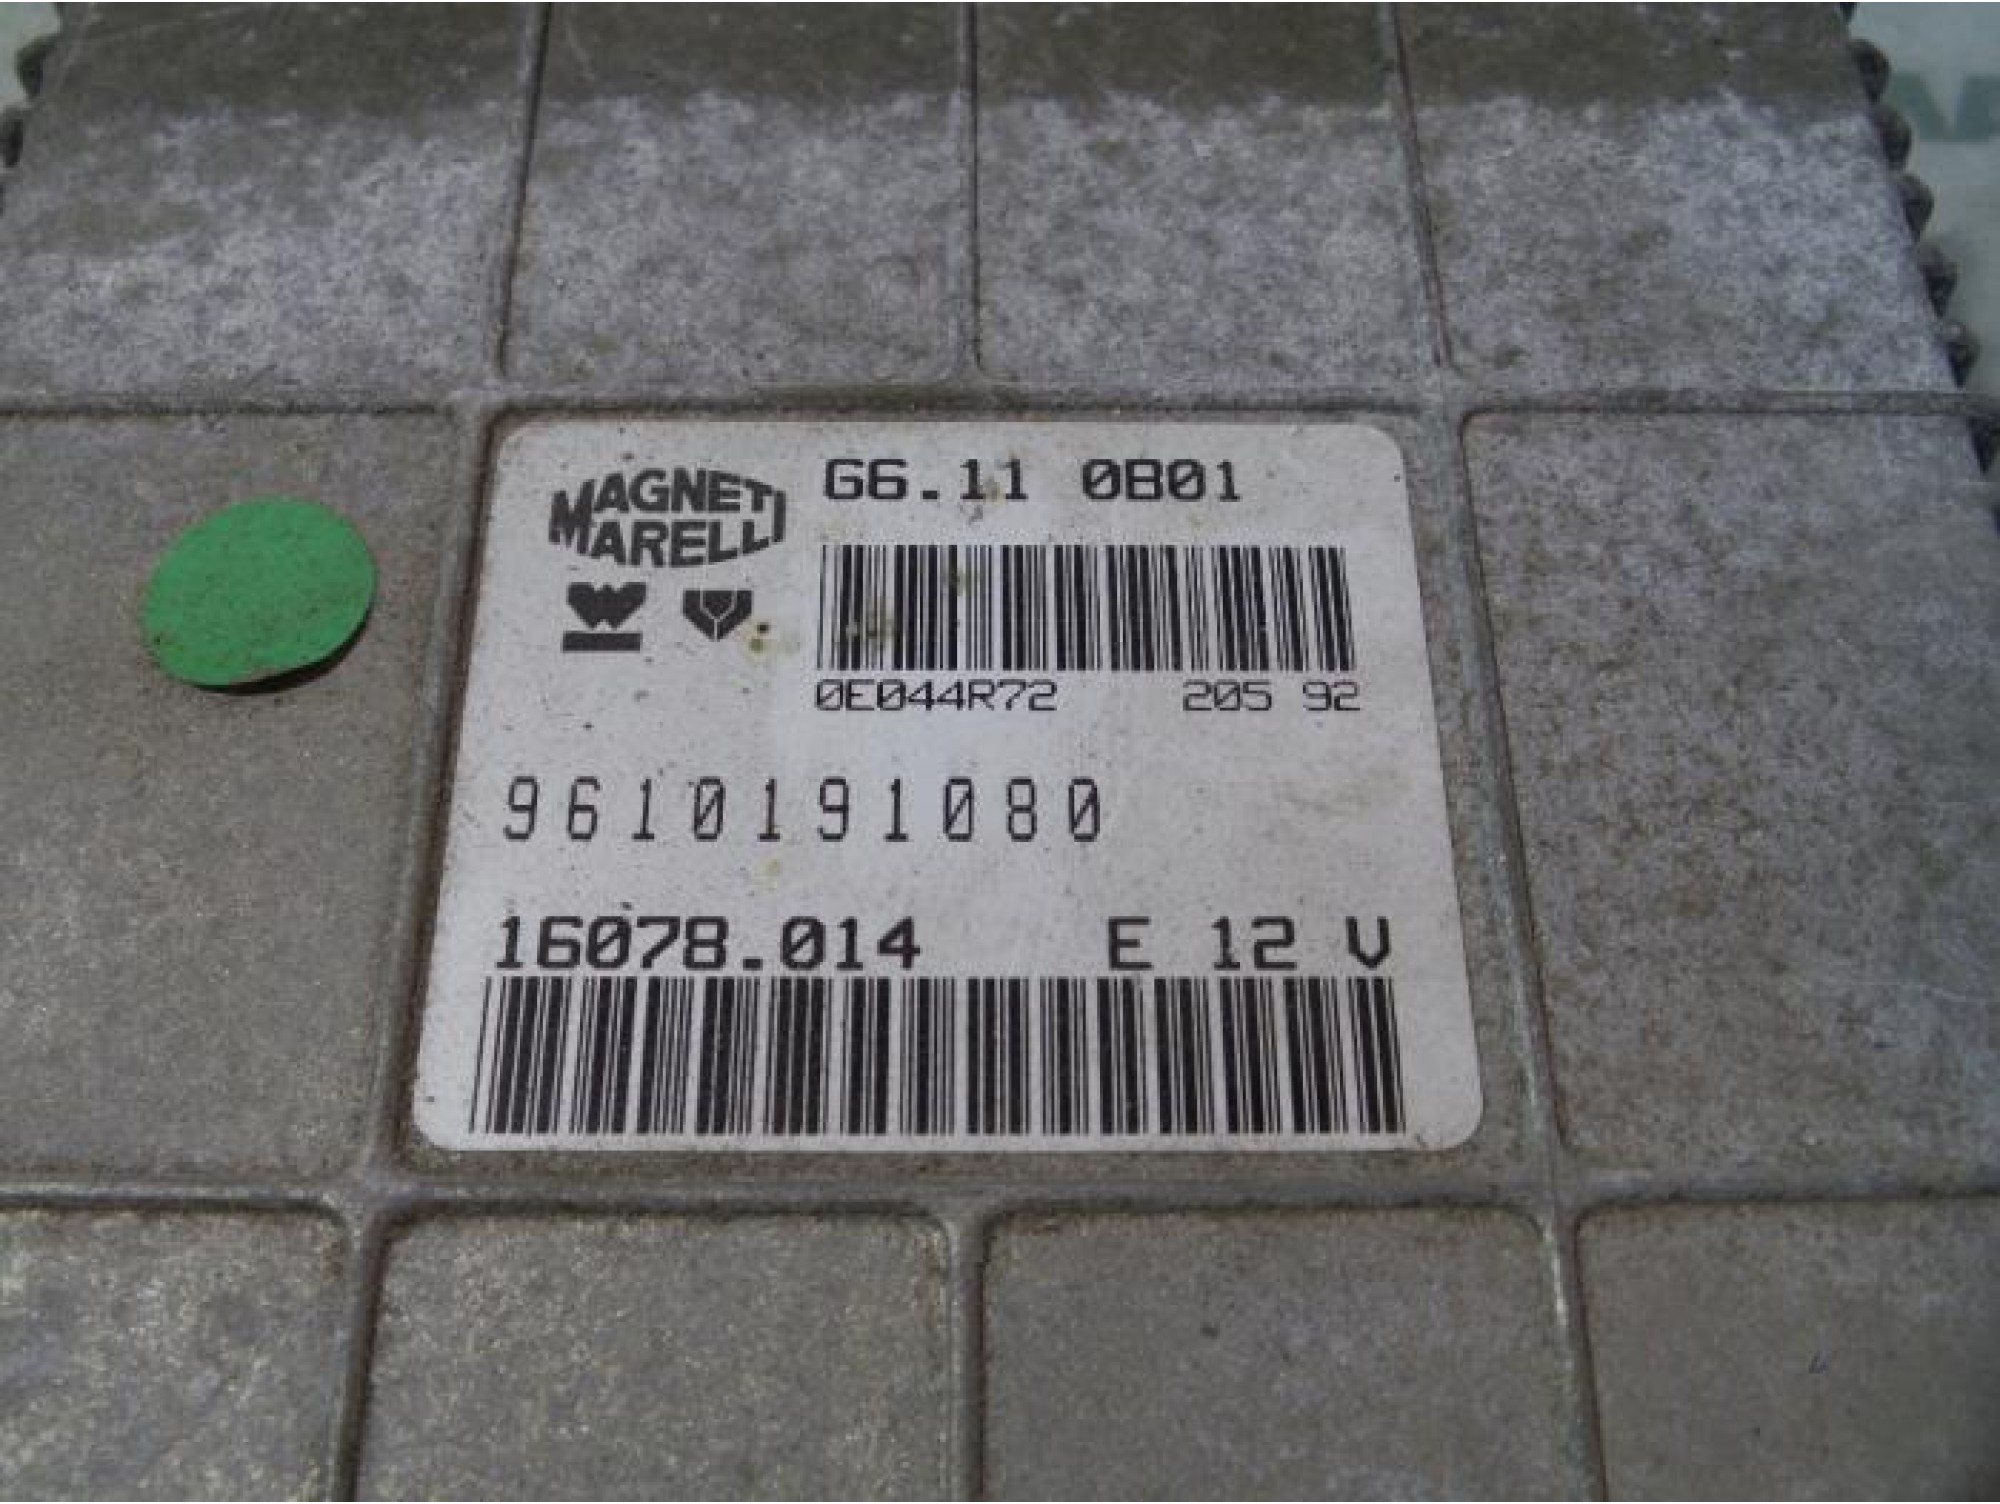 MAGNETI
MARELLI
G6.11 0B01
0E044R72 205 92
9610191080
16078.014 E 12 V